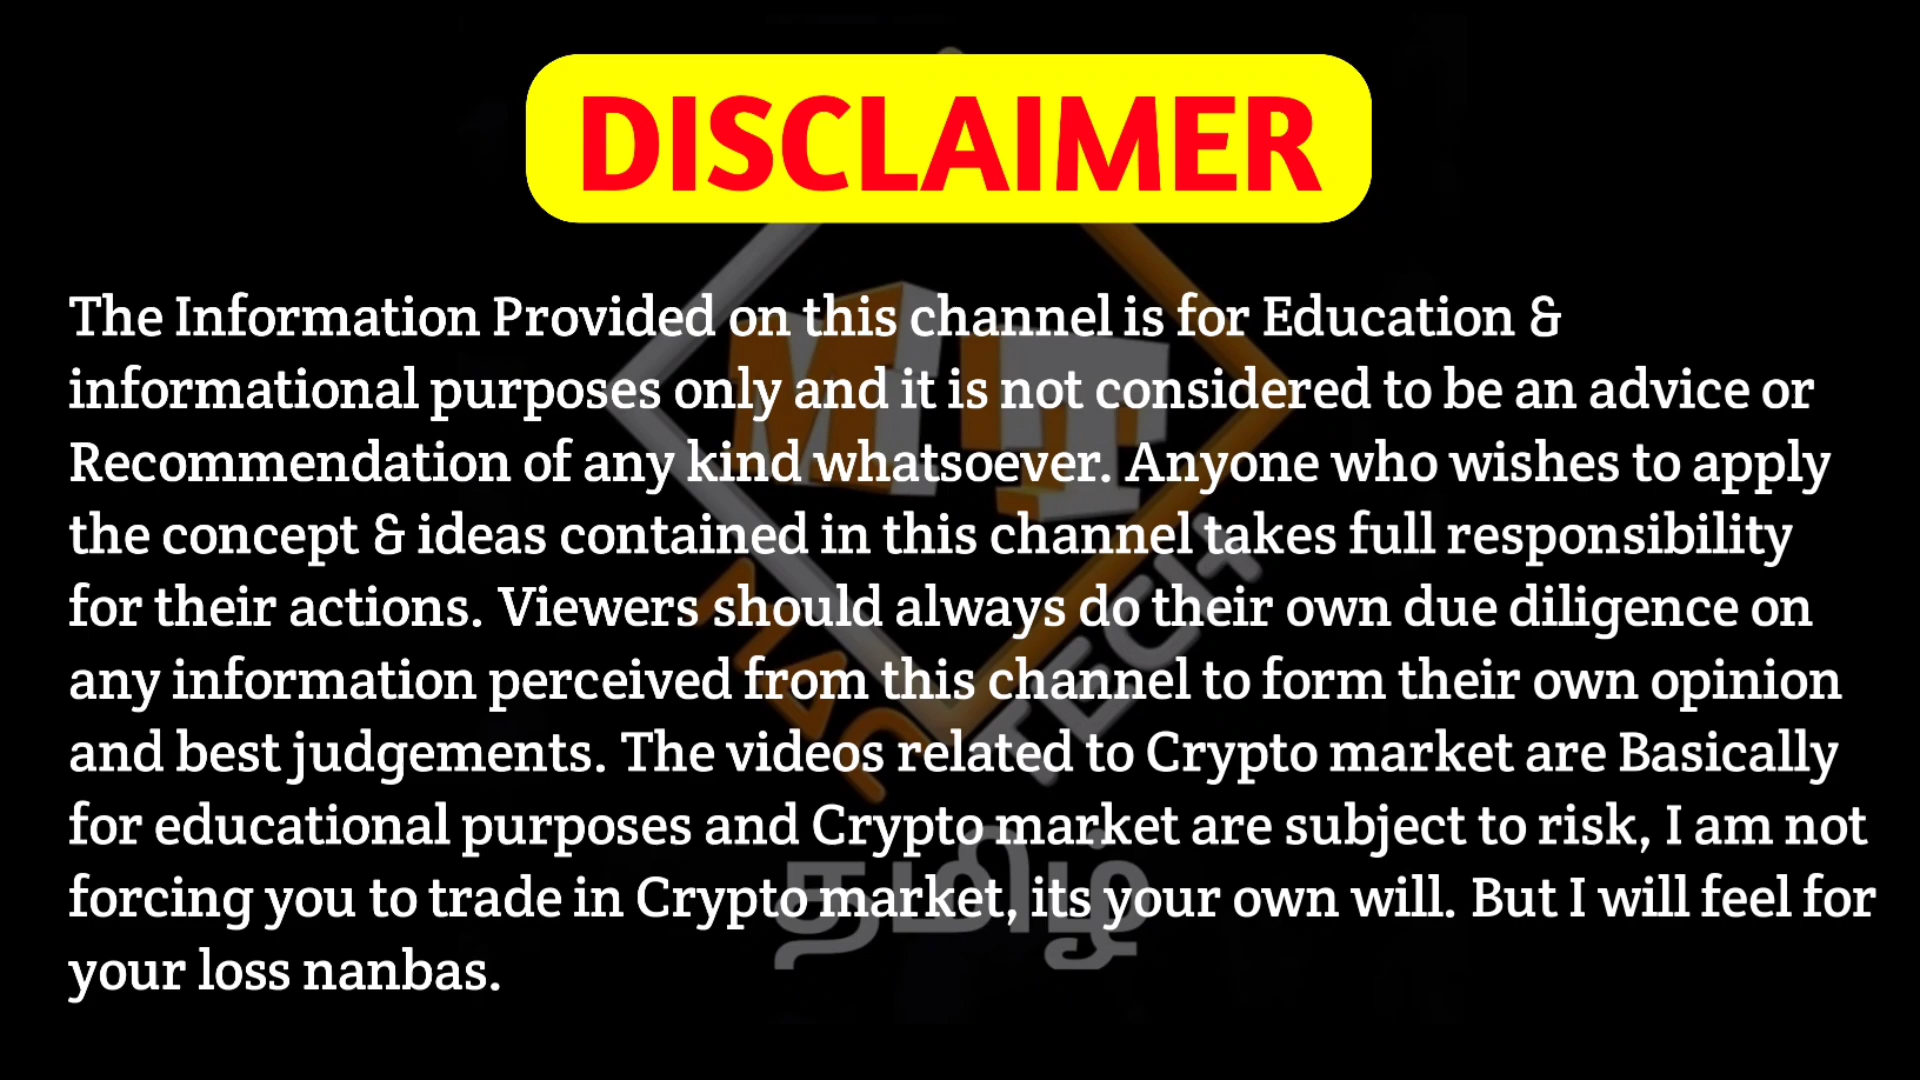 DISCLAIMER
The Information Provided on this channel is for Education &
informational purposes only and it is not considered to be an advice or
Recommendation of any kind whatsoever. Anyone who wishes to apply
the concept & ideas contained in this channel takes full responsibility
for their actions. Viewers should always do their own due diligence on
any information perceived from this channel to form their own opinion
and best judgements. The videos related to Crypto market are Basically
for educational purposes and Crypto market are subject to risk, I am not
forcing you to trade in Crypto market, its your own will. But I will feel for
your loss nanbas.
MT
TECH
தமிழ்